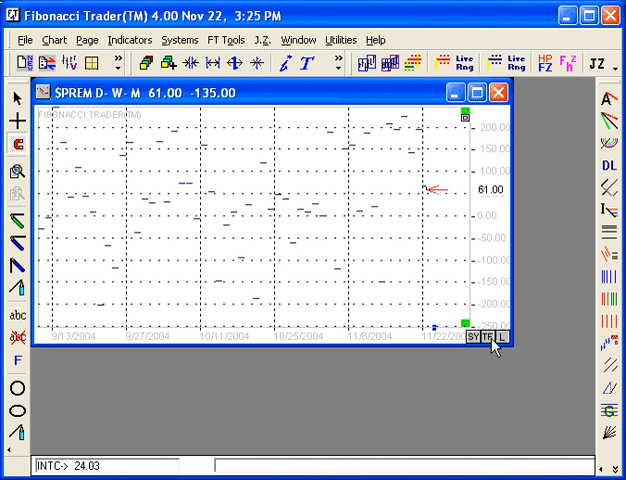 Fibonacci Trader(TM) 4.00 Nov 22, 3:25 PM
File Chart Page Indicators Systems FT Tools J.Z. Window Utilities Help
i T Live Rng Live Rng HP FZ F z h JZ
$PREM D- W- M 61.00 -135.00
FIBONACCI TRADER(TM)
200.00
150.00
100.00
61.00
0.00
-50.00
-100.00
-150.00
-200.00
-250.00
9/13/2004 9/27/2004 10/11/2004 10/25/2004 11/8/2004 11/22/200
SY TF L
abc
abc
F
A
DL
I
G
INTC-> 24.03